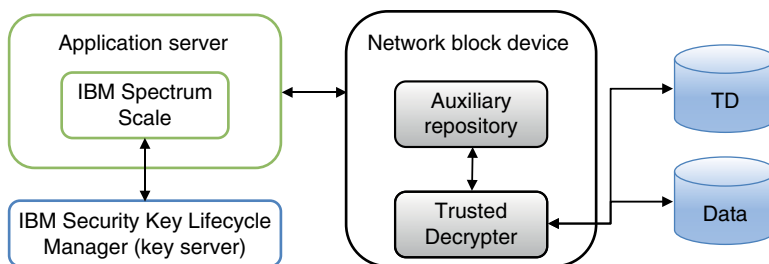 Application server
IBM Spectrum
Scale
IBM Security Key Lifecycle
Manager (key server)
Network block device
Auxiliary
repository
Trusted
Decrypter
TD
Data